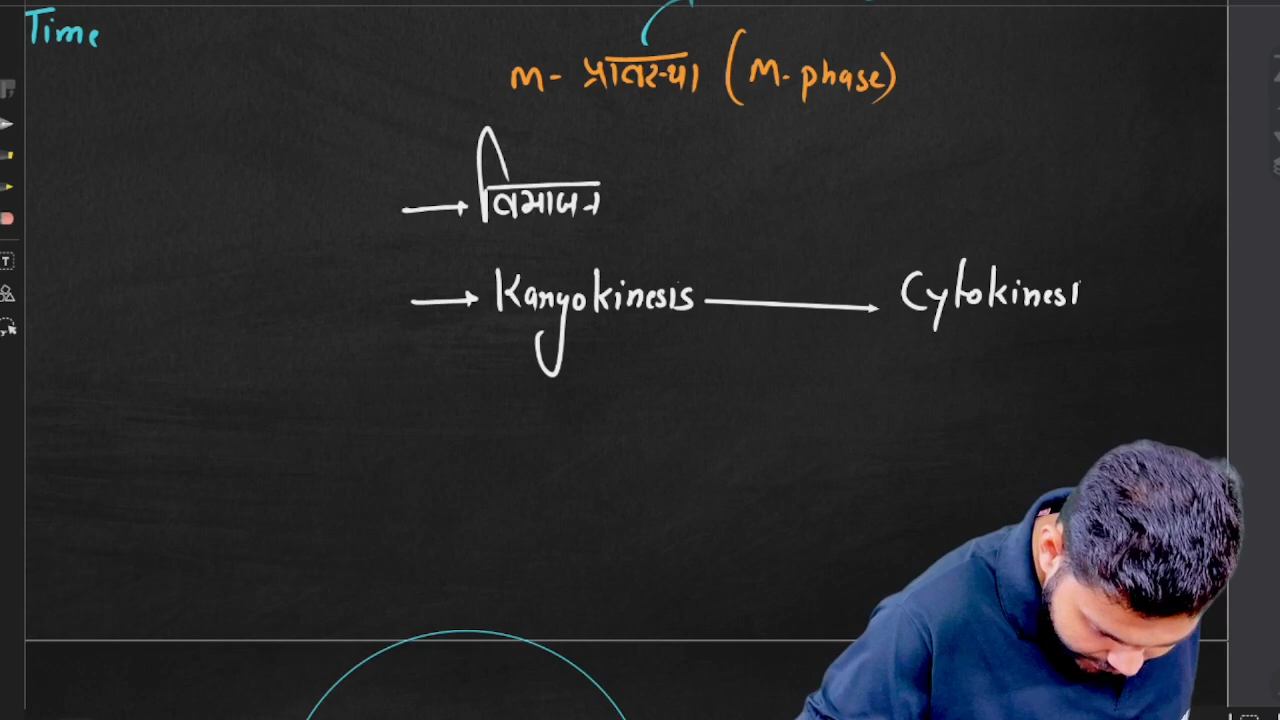 Time
m- प्रावस्था (M-phase)
→ विभाजन
→ Karyokinesis → Cytokinesi